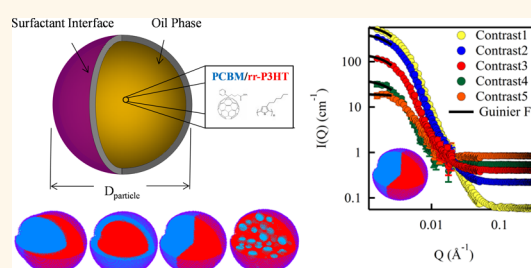 Surfactant Interface
Oil Phase
PCBM/rr-P3HT
Dparticle
I(Q) (cm⁻¹)
100
10
1
0.1
Contrast1
Contrast2
Contrast3
Contrast4
Contrast5
Guinier F
0.01
0.1
Q (Å⁻¹)